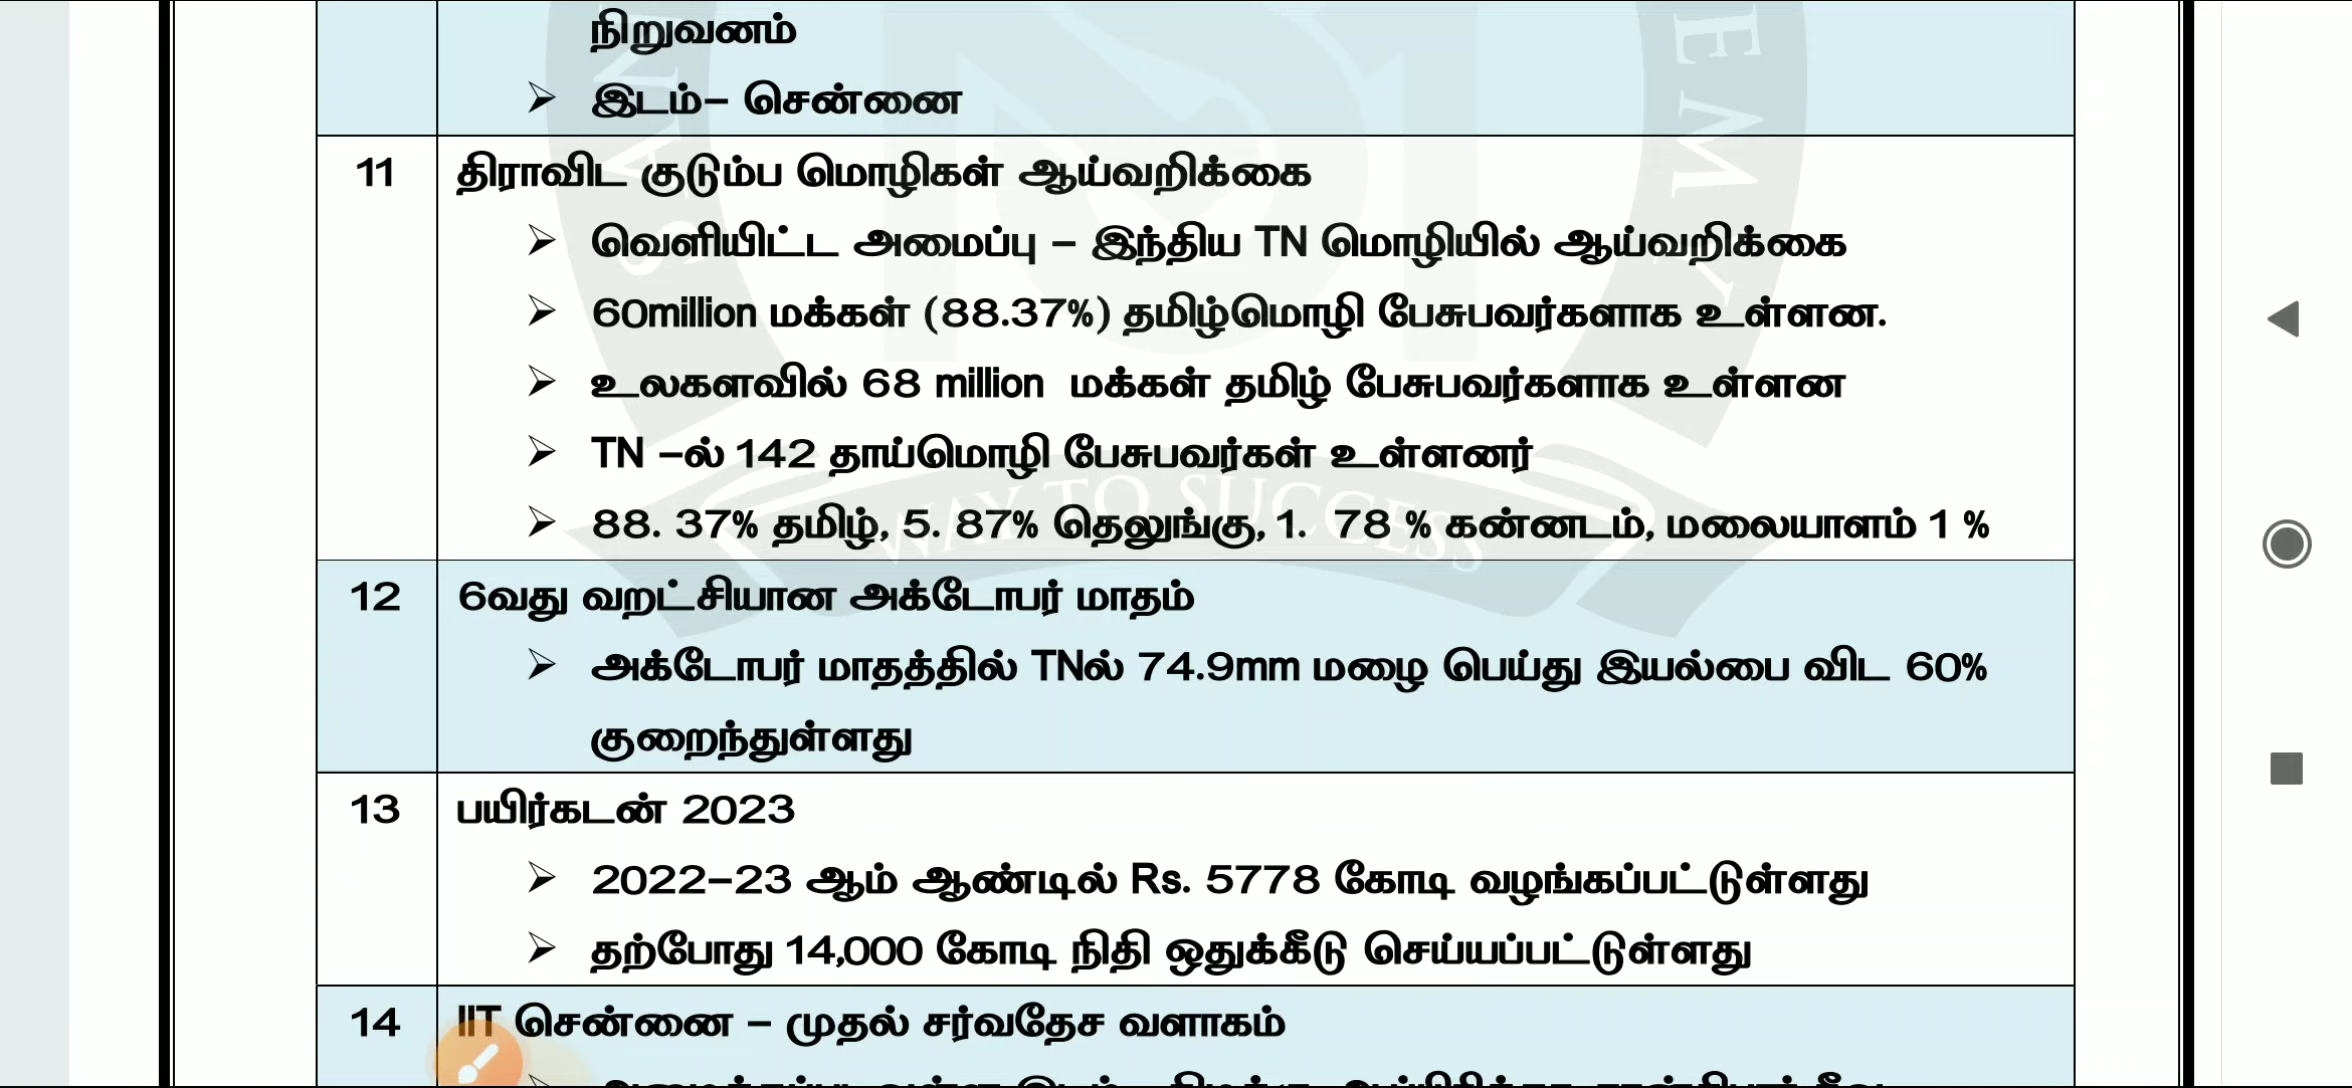 நிறுவனம்
➢ இடம்– சென்னை
11 திராவிட குடும்ப மொழிகள் ஆய்வறிக்கை
➢ வெளியிட்ட அமைப்பு – இந்திய TN மொழியில் ஆய்வறிக்கை
➢ 60million மக்கள் (88.37%) தமிழ்மொழி பேசுபவர்களாக உள்ளன.
➢ உலகளவில் 68 million மக்கள் தமிழ் பேசுபவர்களாக உள்ளன
➢ TN –ல் 142 தாய்மொழி பேசுபவர்கள் உள்ளனர்
WAY TO SUCCESS
➢ 88. 37% தமிழ், 5. 87% தெலுங்கு, 1. 78 % கன்னடம், மலையாளம் 1 %
12 6வது வறட்சியான அக்டோபர் மாதம்
➢ அக்டோபர் மாதத்தில் TNல் 74.9mm மழை பெய்து இயல்பை விட 60%
குறைந்துள்ளது
13 பயிர்கடன் 2023
➢ 2022–23 ஆம் ஆண்டில் Rs. 5778 கோடி வழங்கப்பட்டுள்ளது
➢ தற்போது 14,000 கோடி நிதி ஒதுக்கீடு செய்யப்பட்டுள்ளது
14 IIT சென்னை – முதல் சர்வதேச வளாகம்